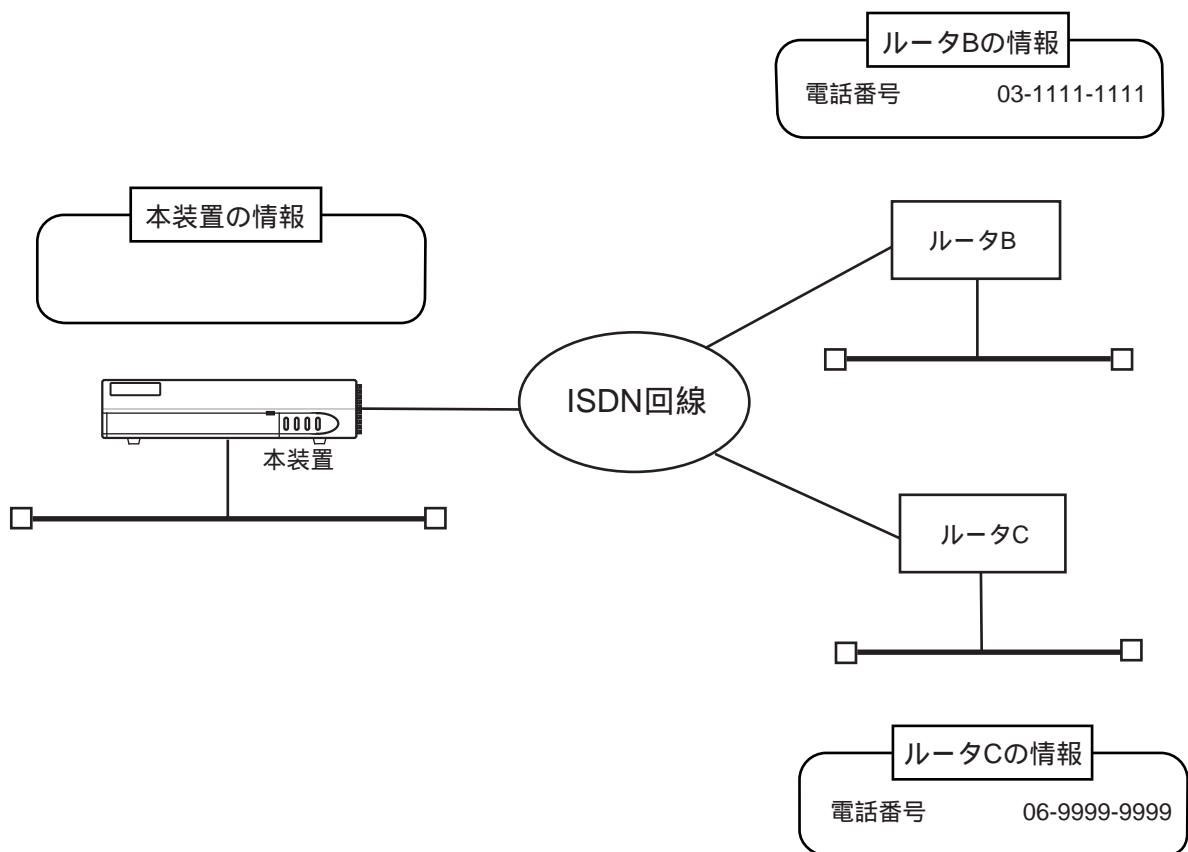 ルータBの情報
電話番号 03-1111-1111
本装置の情報
ルータB
ISDN回線
本装置
ルータC
ルータCの情報
電話番号 06-9999-9999